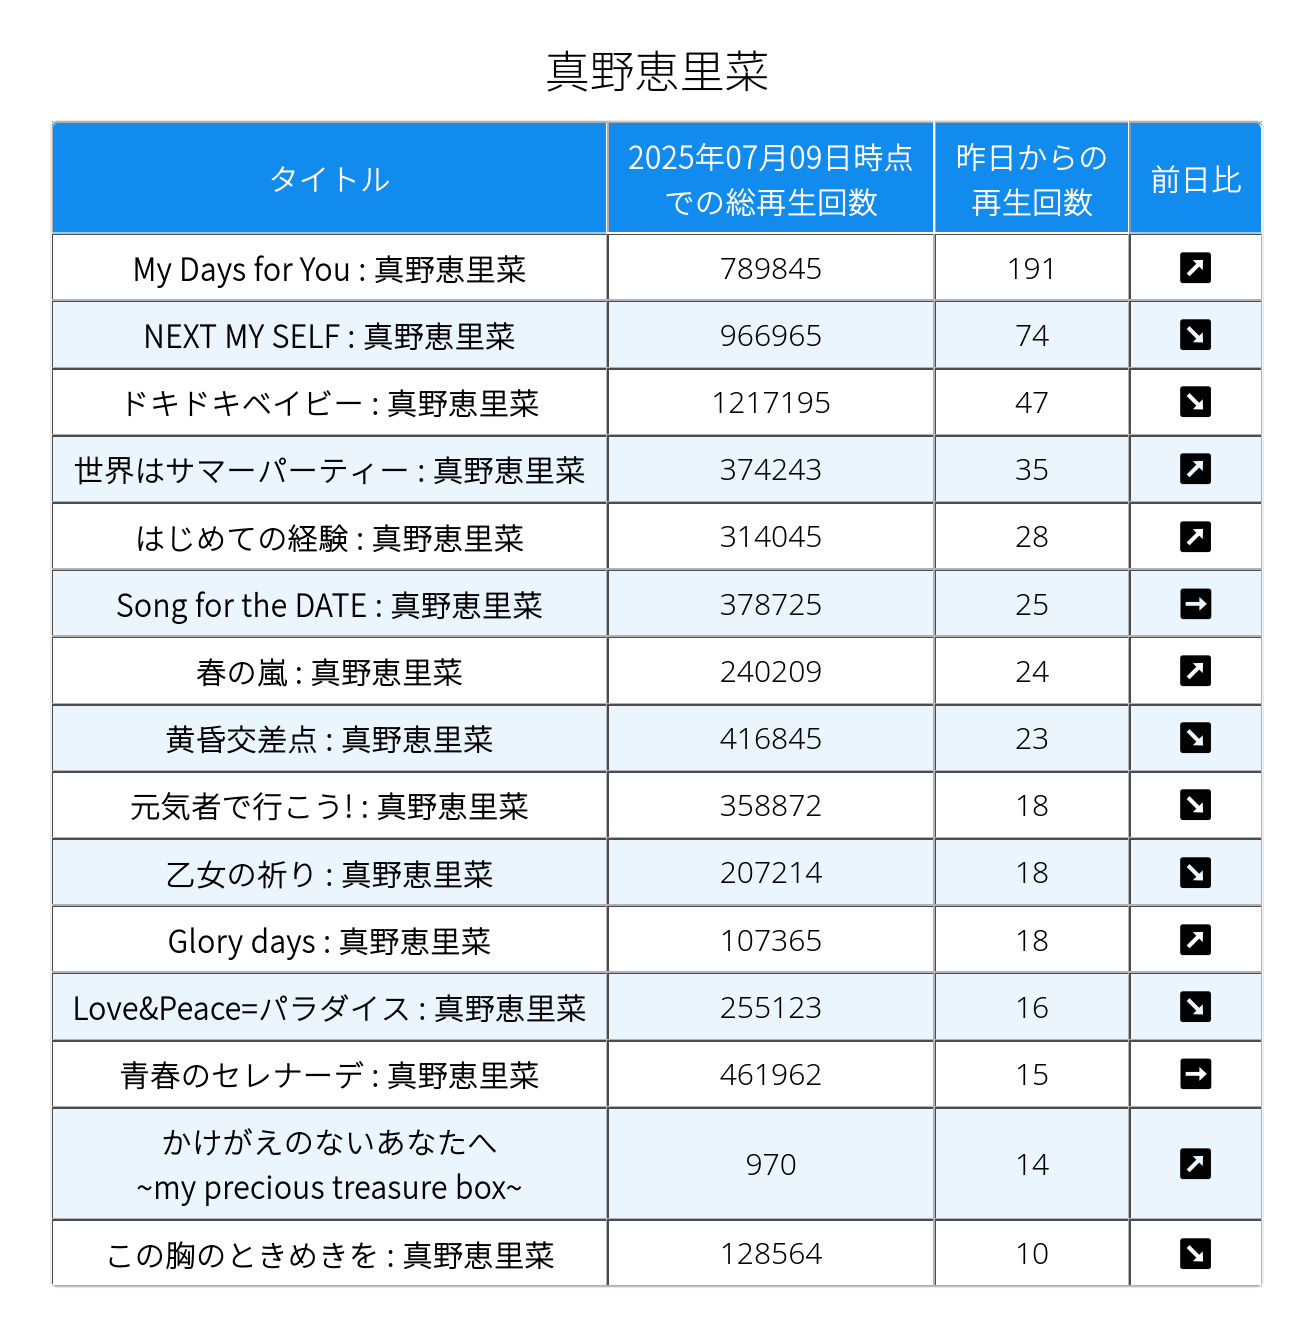 真野恵里菜
タイトル
2025年07月09日時点
での総再生回数
昨日からの
再生回数
前日比
My Days for You : 真野恵里菜 789845 191 ↗
NEXT MY SELF : 真野恵里菜 966965 74 ↘
ドキドキベイビー : 真野恵里菜 1217195 47 ↘
世界はサマーパーティー : 真野恵里菜 374243 35 ↗
はじめての経験 : 真野恵里菜 314045 28 ↗
Song for the DATE : 真野恵里菜 378725 25 →
春の嵐 : 真野恵里菜 240209 24 ↗
黄昏交差点 : 真野恵里菜 416845 23 ↘
元気者で行こう! : 真野恵里菜 358872 18 ↘
乙女の祈り : 真野恵里菜 207214 18 ↘
Glory days : 真野恵里菜 107365 18 ↗
Love&Peace=パラダイス : 真野恵里菜 255123 16 ↘
青春のセレナーデ : 真野恵里菜 461962 15 →
かけがえのないあなたへ
~my precious treasure box~ 970 14 ↗
この胸のときめきを : 真野恵里菜 128564 10 ↘